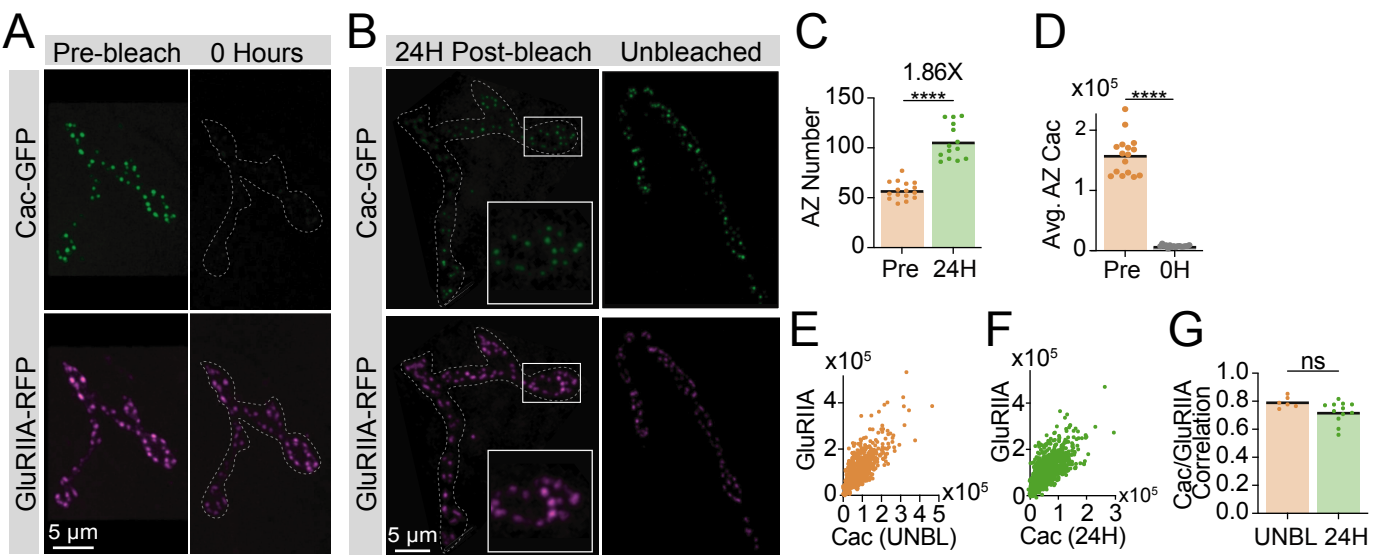 A
Pre-bleach
0 Hours
Cac-GFP
GluRIIA-RFP
5 µm
B
24H Post-bleach
Unbleached
Cac-GFP
GluRIIA-RFP
5 µm
C
1.86X
****
AZ Number
150
100
50
0
Pre 24H
D
x10⁵
****
Avg. AZ Cac
2
1
0
Pre 0H
E
x10⁵
GluRIIA
4
2
0
0 1 2 3 4 5
x10⁵
Cac (UNBL)
F
x10⁵
GluRIIA
4
2
0
0 1 2 3
x10⁵
Cac (24H)
G
ns
Cac/GluRIIA
Correlation
1.0
0.8
0.6
0.4
0.2
0.0
UNBL 24H